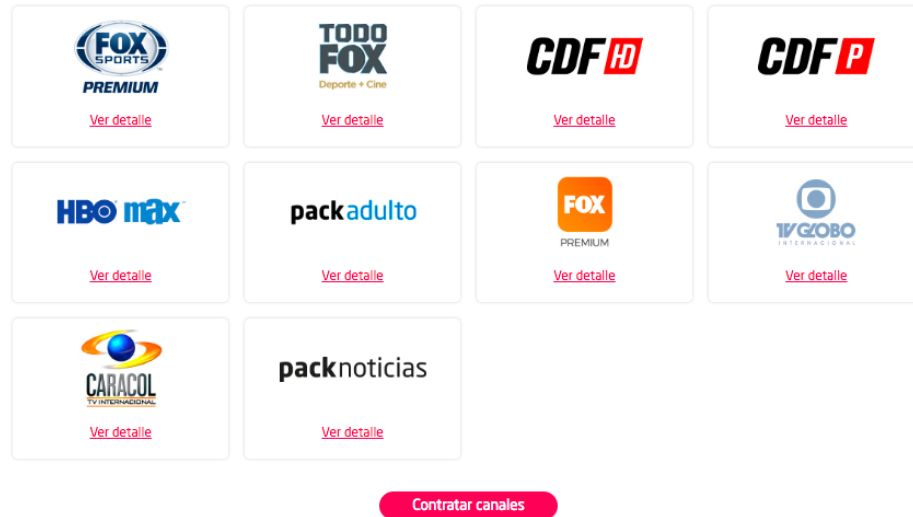 FOX
SPORTS
PREMIUM
Ver detalle
TODO
FOX
Deporte + Cine
Ver detalle
CDF HD
Ver detalle
CDF P
Ver detalle
HBO max
Ver detalle
packadulto
Ver detalle
FOX
PREMIUM
Ver detalle
TV GLOBO
INTERNACIONAL
Ver detalle
CARACOL
TV INTERNACIONAL
Ver detalle
packnoticias
Ver detalle
Contratar canales